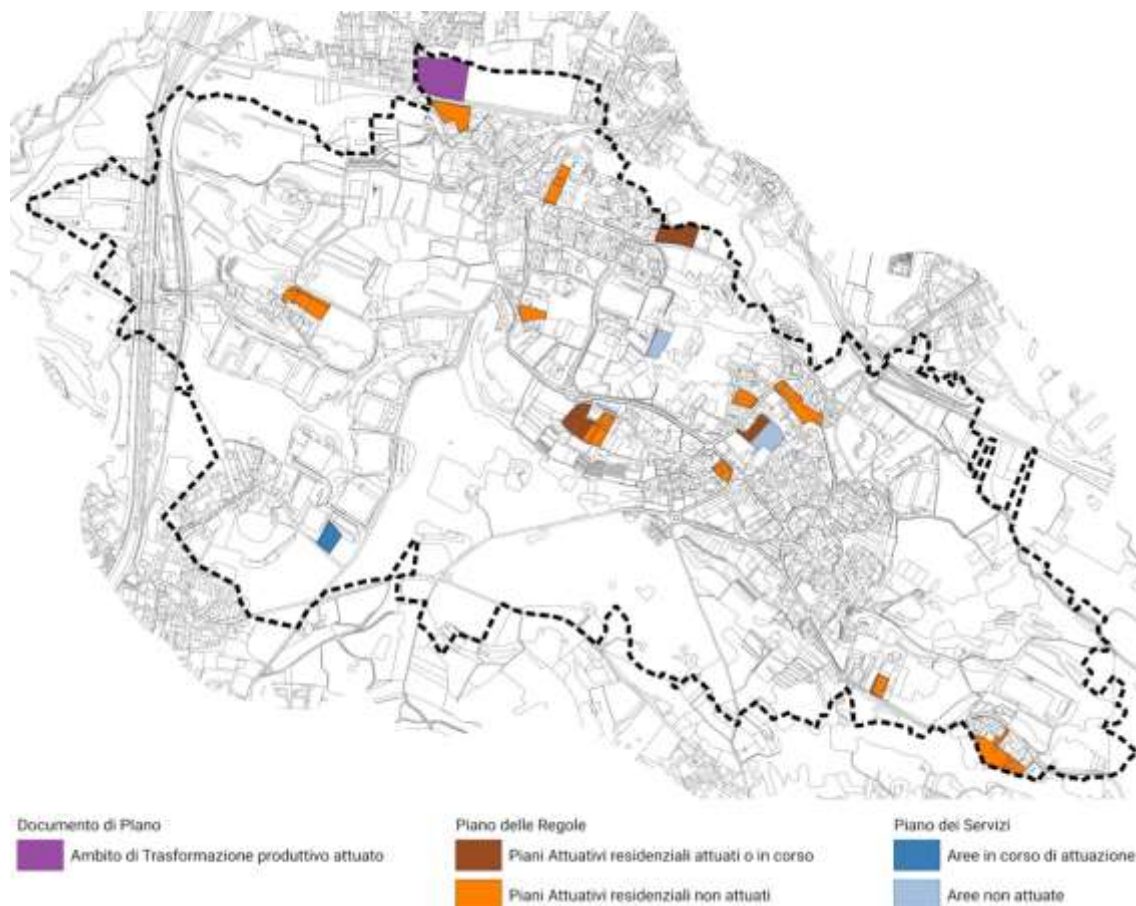 Documento di Piano
Ambito di Trasformazione produttivo attuato
Piano delle Regole
Piani Attuativi residenziali attuati o in corso
Piani Attuativi residenziali non attuati
Piano dei Servizi
Aree in corso di attuazione
Aree non attuate